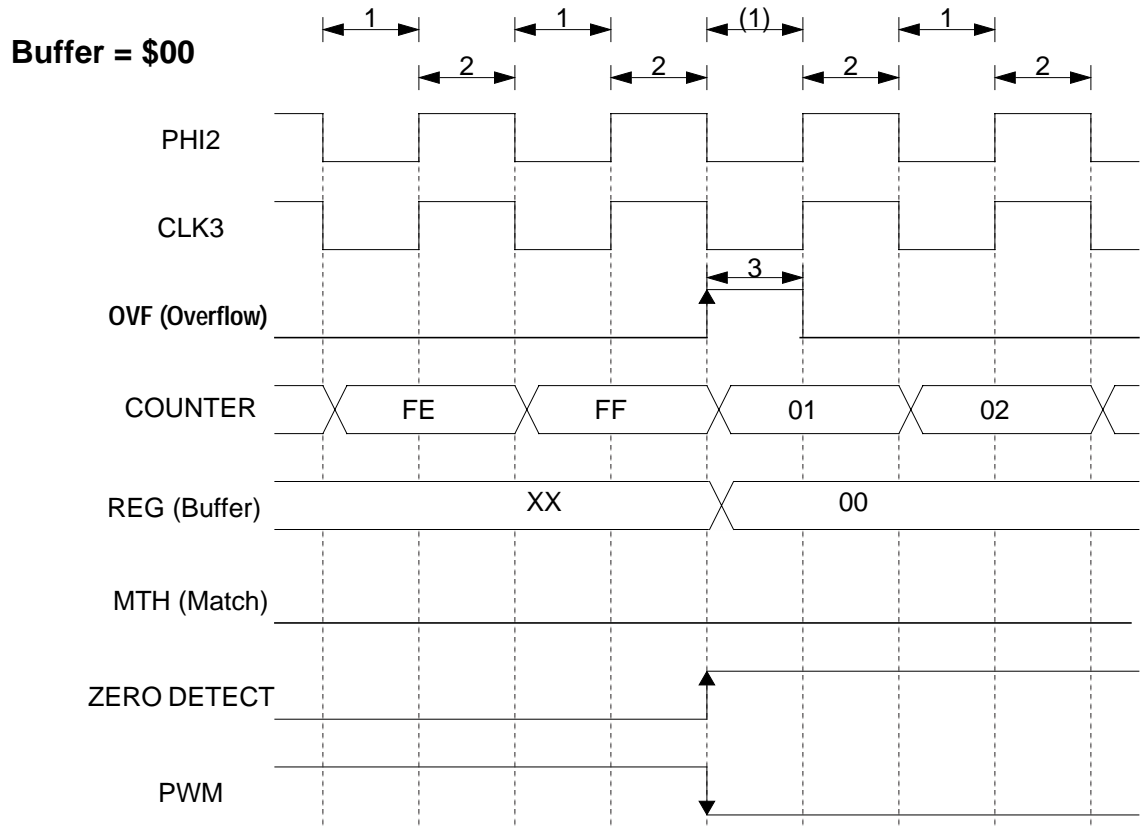 1 1 (1) 1
Buffer = $00
2 2 2 2
PHI2
CLK3
3
OVF (Overflow)
COUNTER FE FF 01 02
REG (Buffer) XX 00
MTH (Match)
ZERO DETECT
PWM